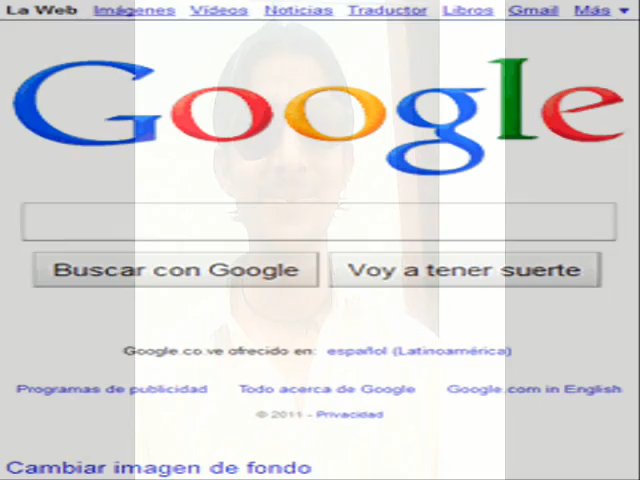 La Web Imágenes Vídeos Noticias Traductor Libros Gmail Más ▼
Google
Buscar con Google Voy a tener suerte
Google.co.ve ofrecido en: español (Latinoamérica)
Programas de publicidad Todo acerca de Google Google.com in English
© 2011 - Privacidad
Cambiar imagen de fondo